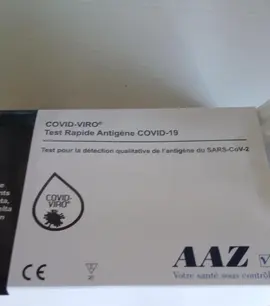 COVID-VIRO®
Test Rapide Antigène COVID-19
Test pour la détection qualitative de l'antigène du SARS-CoV-2
COVID-
VIRO®
AAZ
Votre santé sous contrôle
CE